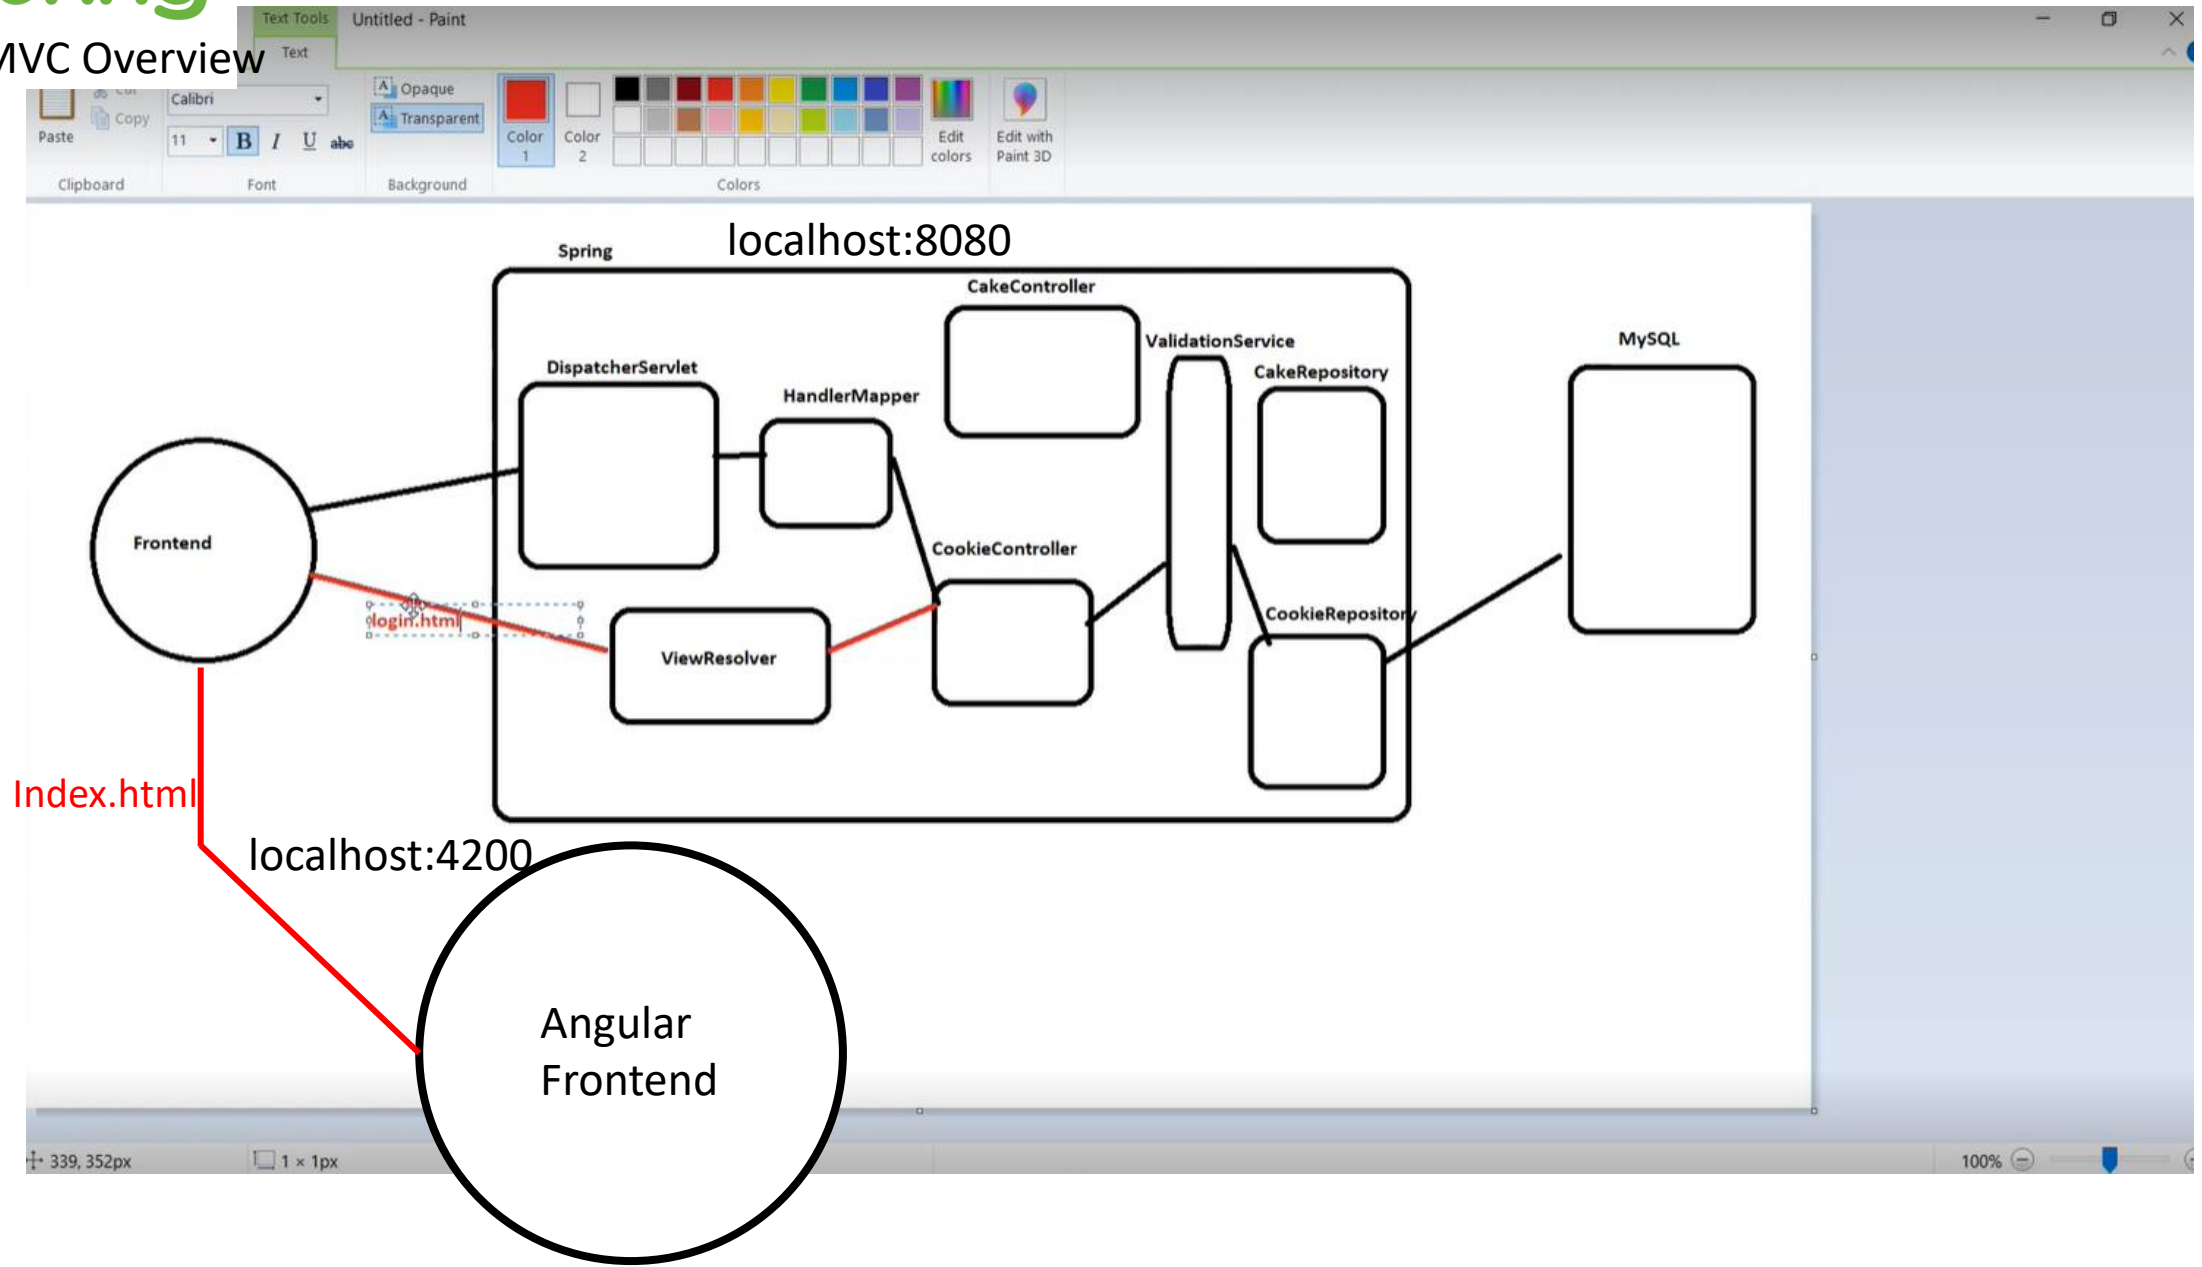 Text Tools
Untitled - Paint
MVC Overview
Text
Cut
Copy
Paste
Calibri
11
B I U abc
Opaque
Transparent
Color
1
Color
2
Edit
colors
Edit with
Paint 3D
Clipboard
Font
Background
Colors
localhost:8080
Spring
CakeController
ValidationService
MySQL
DispatcherServlet
CakeRepository
HandlerMapper
Frontend
CookieController
login.html
CookieRepository
ViewResolver
Index.html
localhost:4200
Angular
Frontend
339, 352px
1 × 1px
100%